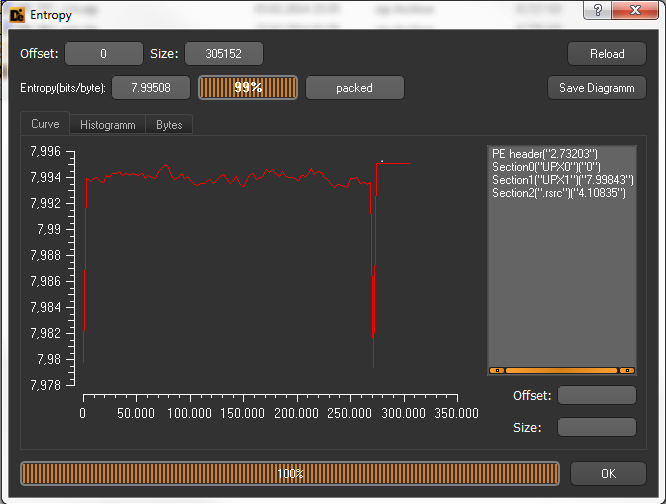 Entropy
Offset: 0 Size: 305152 Reload
Entropy(bits/byte): 7.99508 99% packed Save Diagramm
Curve Histogramm Bytes
7,996
7,994
7,992
7,99
7,988
7,986
7,984
7,982
7,98
7,978
0 50.000 100.000 150.000 200.000 250.000 300.000 350.000
PE header("2.73203")
Section0("UPX0")("0")
Section1("UPX1")("7.99843")
Section2(".rsrc")("4.10835")
Offset:
Size:
100% OK